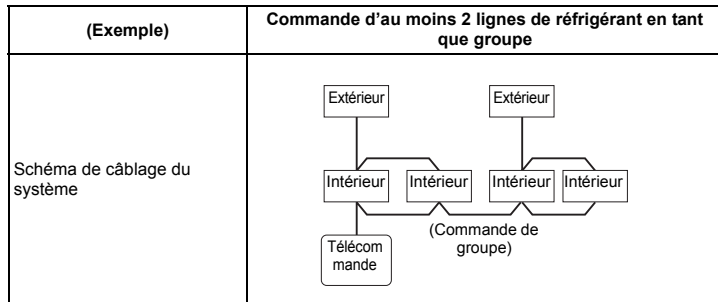 (Exemple)
Commande d'au moins 2 lignes de réfrigérant en tant
que groupe
Schéma de câblage du
système
Extérieur
Extérieur
Intérieur
Intérieur
Intérieur
Intérieur
(Commande de
groupe)
Télécom
mande